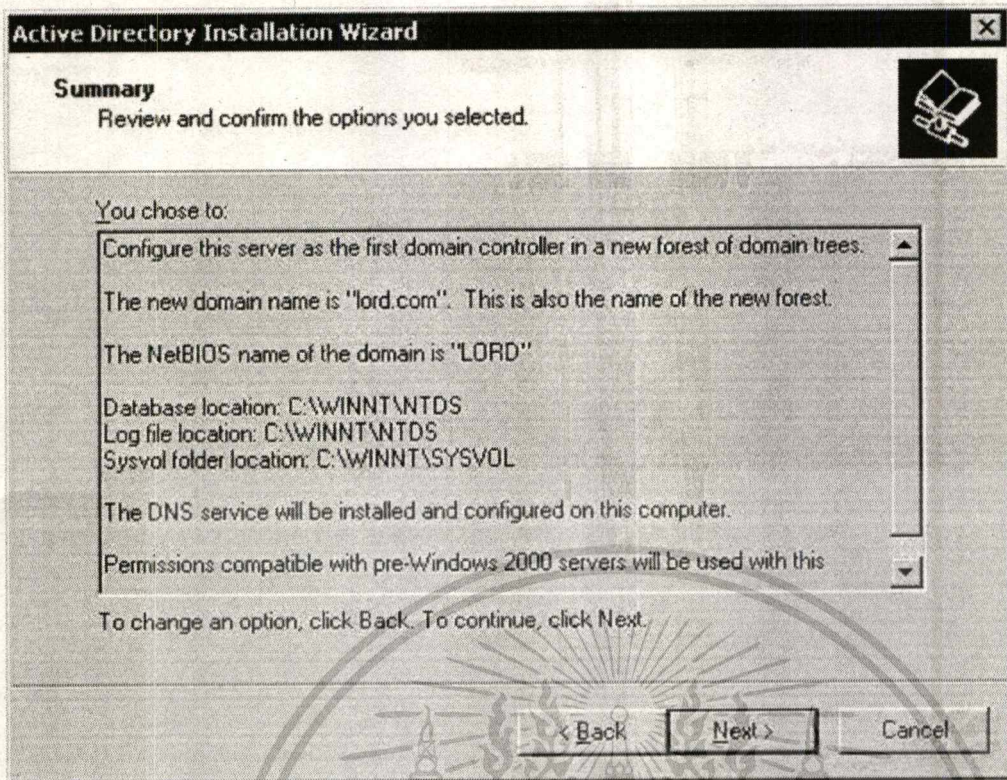 Active Directory Installation Wizard
Summary
Review and confirm the options you selected.
You chose to:
Configure this server as the first domain controller in a new forest of domain trees.
The new domain name is "lord.com". This is also the name of the new forest.
The NetBIOS name of the domain is "LORD"
Database location: C:\WINNT\NTDS
Log file location: C:\WINNT\NTDS
Sysvol folder location: C:\WINNT\SYSVOL
The DNS service will be installed and configured on this computer.
Permissions compatible with pre-Windows 2000 servers will be used with this
To change an option, click Back. To continue, click Next.
< Back
Next >
Cancel